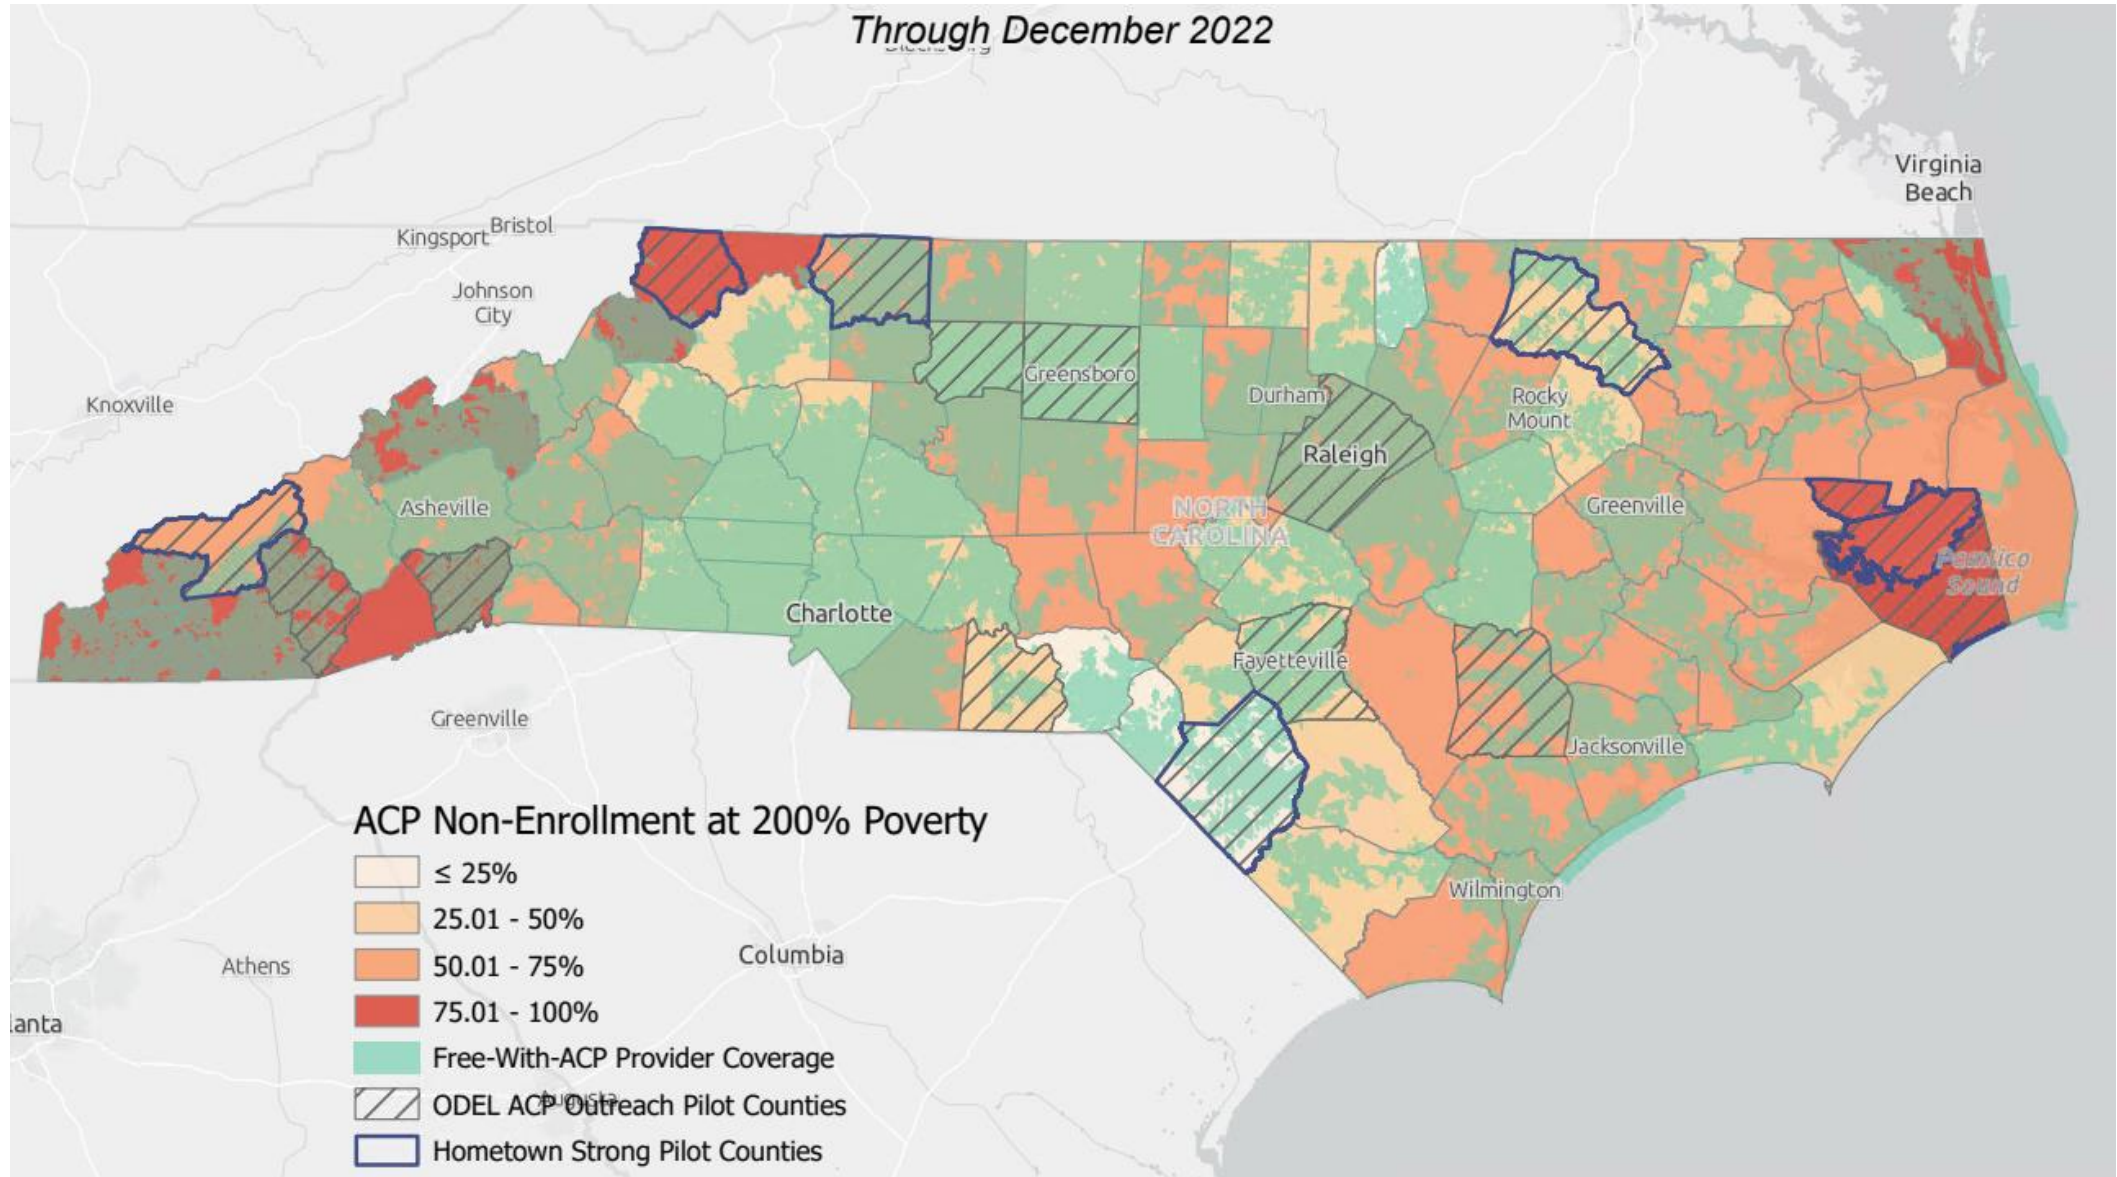 Through December 2022
Virginia
Beach
Bristol
Kingsport
Johnson
City
Knoxville
Greensboro
Durham
Rocky
Mount
Raleigh
Asheville
NORTH
CAROLINA
Greenville
Pamlico
Sound
Charlotte
Fayetteville
Greenville
Jacksonville
Wilmington
Columbia
Athens
lanta
Augusta
ACP Non-Enrollment at 200% Poverty
≤ 25%
25.01 - 50%
50.01 - 75%
75.01 - 100%
Free-With-ACP Provider Coverage
ODEL ACP Outreach Pilot Counties
Hometown Strong Pilot Counties